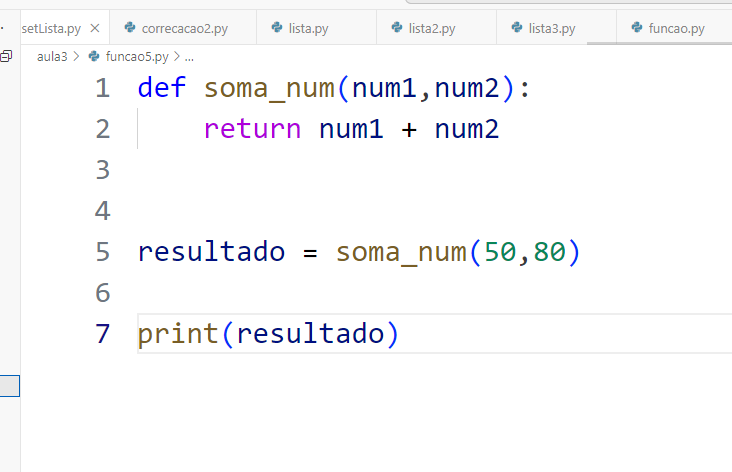 setLista.py × correcacao2.py lista.py lista2.py lista3.py funcao.py
aula3 > funcao5.py > ...
1 def soma_num(num1,num2):
2     return num1 + num2
3
4
5 resultado = soma_num(50,80)
6
7 print(resultado)